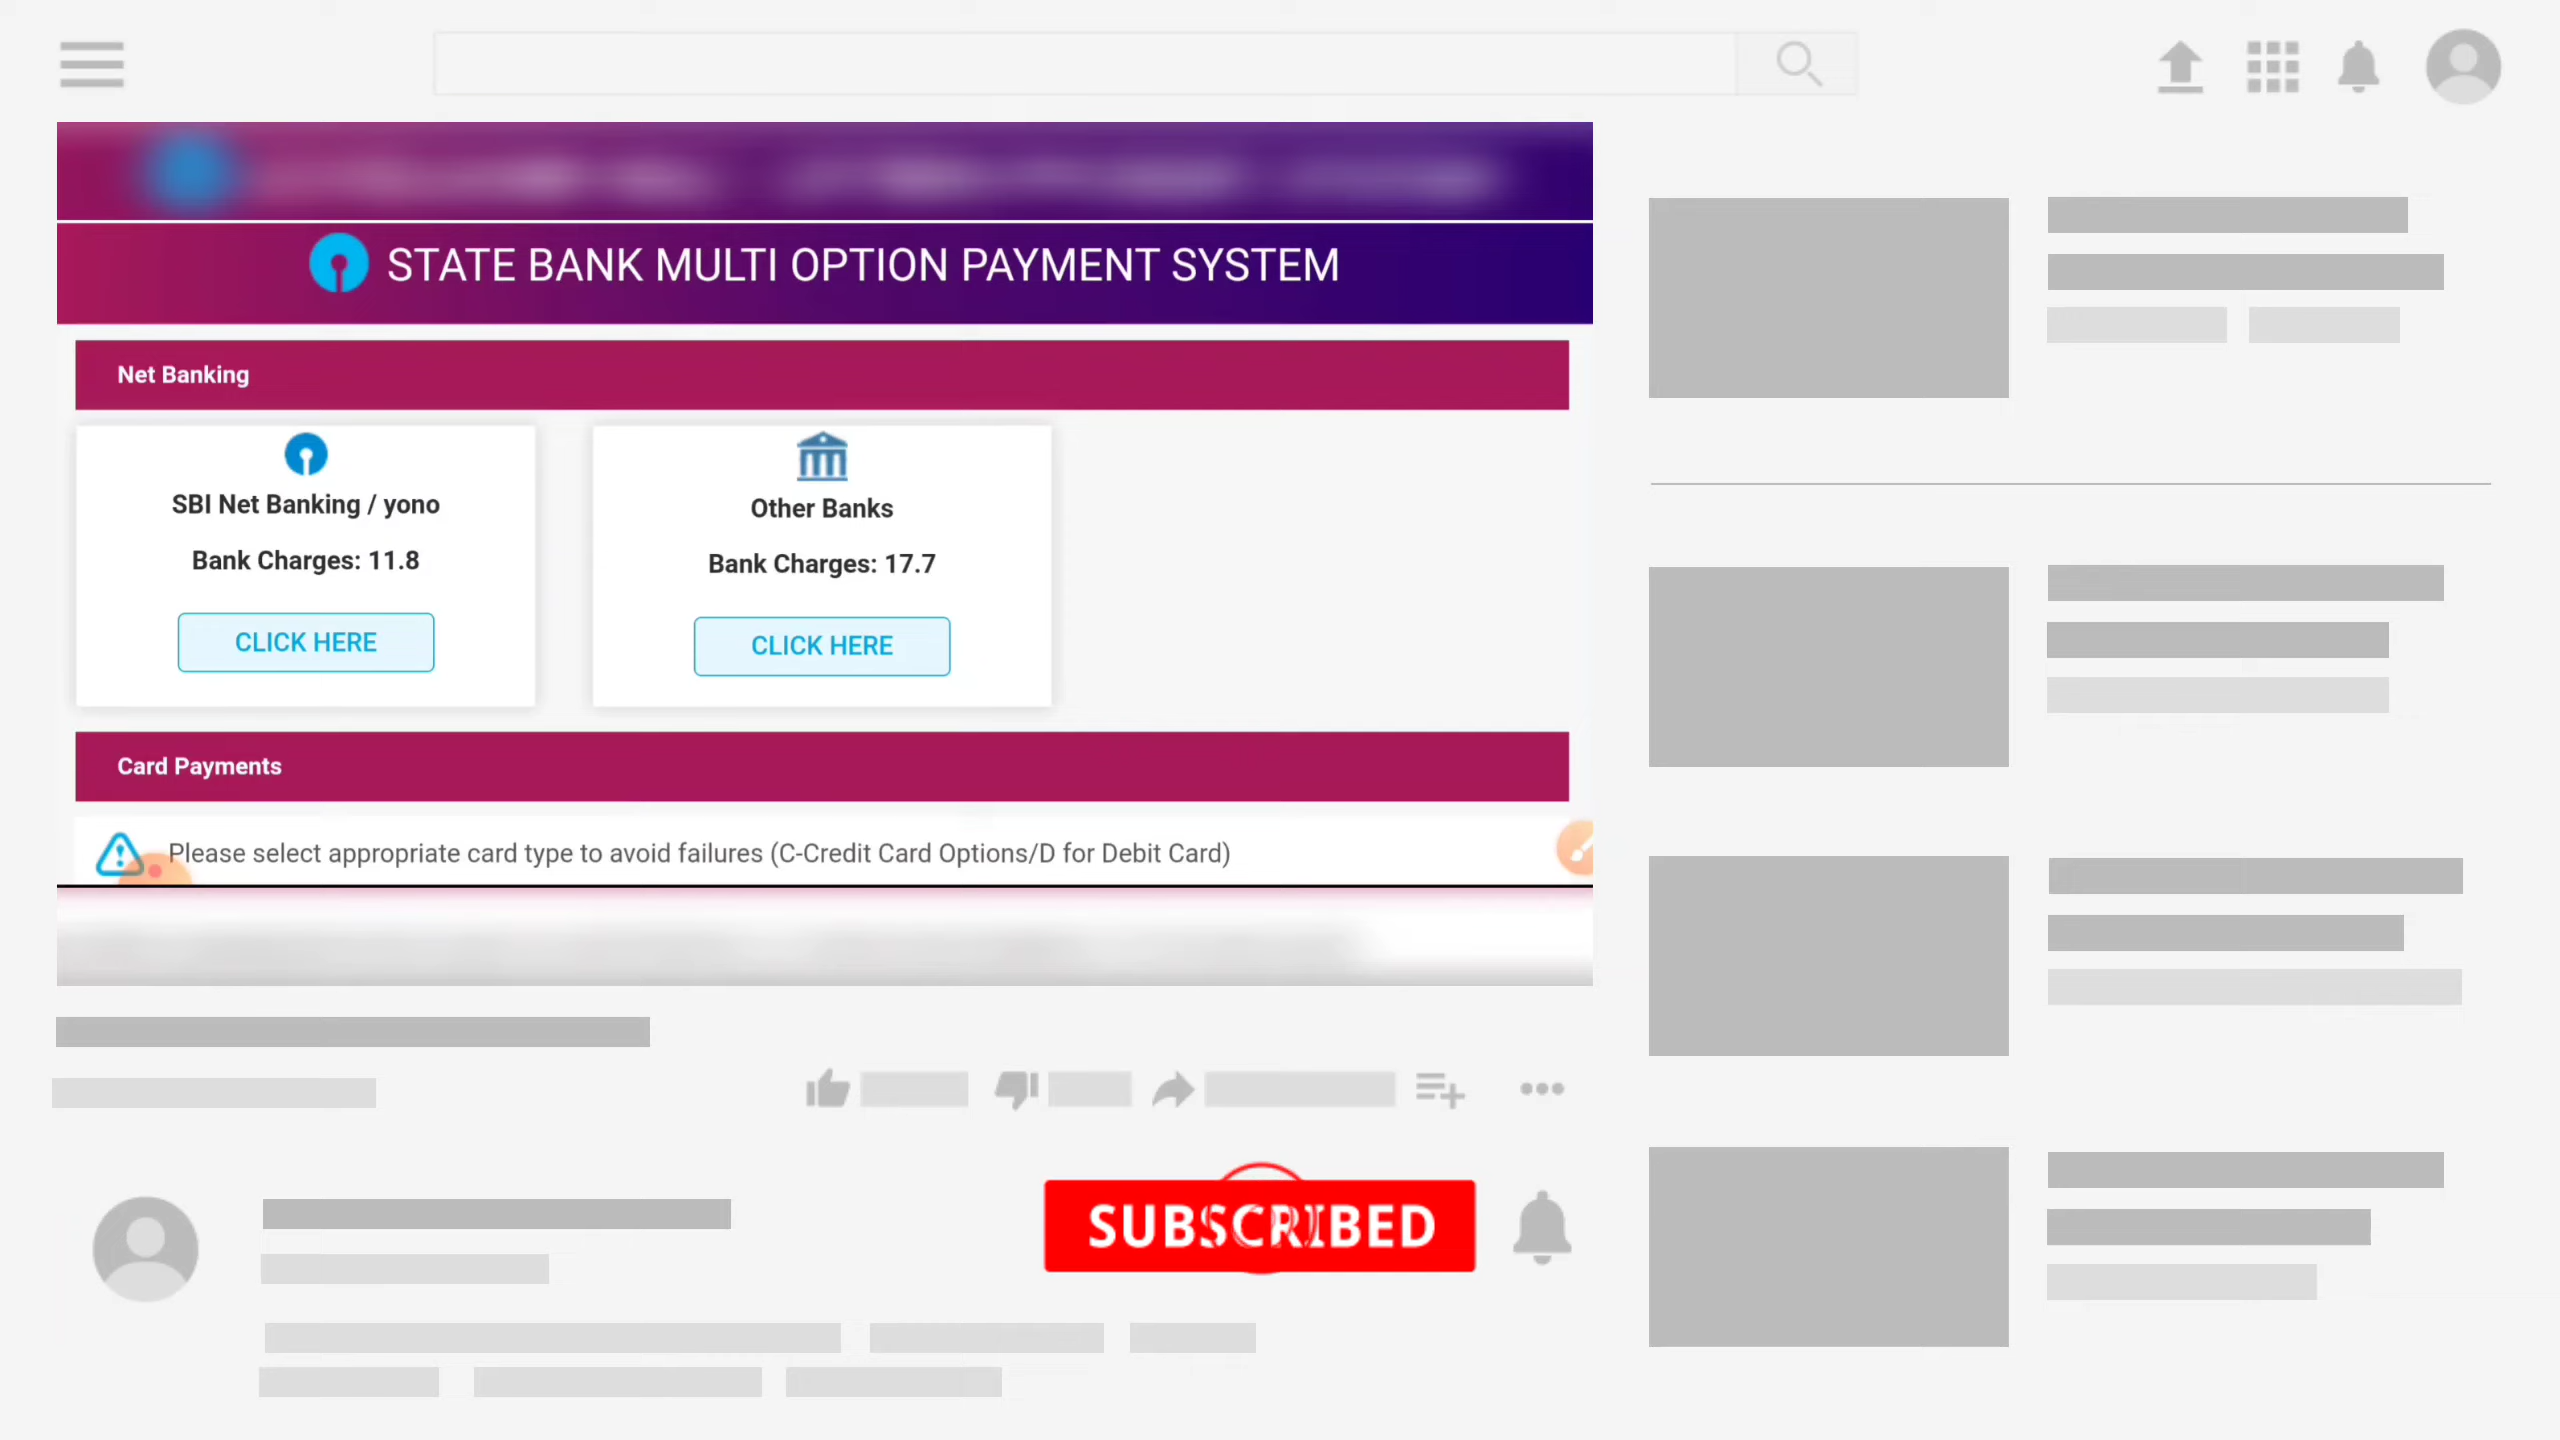 STATE BANK MULTI OPTION PAYMENT SYSTEM
Net Banking
SBI Net Banking / yono
Bank Charges: 11.8
CLICK HERE
Other Banks
Bank Charges: 17.7
CLICK HERE
Card Payments
Please select appropriate card type to avoid failures (C-Credit Card Options/D for Debit Card)
SUBSCRIBED